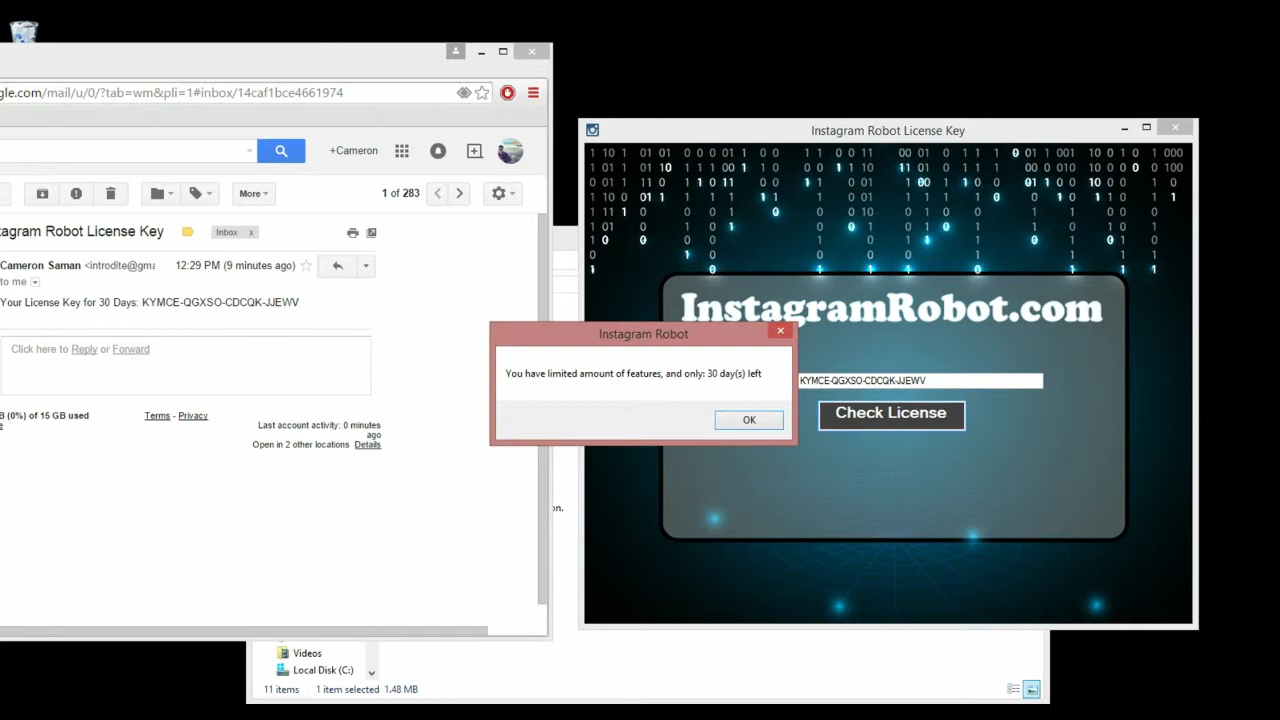 gle.com/mail/u/0/?tab=wm&pli=1#inbox/14caf1bce4661974
+Cameron
More
1 of 283
tagram Robot License Key
Inbox x
Cameron Saman <introdite@gma
12:29 PM (9 minutes ago)
to me
Your License Key for 30 Days: KYMCE-QGXSO-CDCQK-JJEWV
Click here to Reply or Forward
B (0%) of 15 GB used
e
Terms - Privacy
Last account activity: 0 minutes
ago
Open in 2 other locations Details
on.
Instagram Robot License Key
InstagramRobot.com
KYMCE-QGXSO-CDCQK-JJEWV
Check License
Instagram Robot
You have limited amount of features, and only: 30 day(s) left
OK
Videos
Local Disk (C:)
11 items 1 item selected 1.48 MB